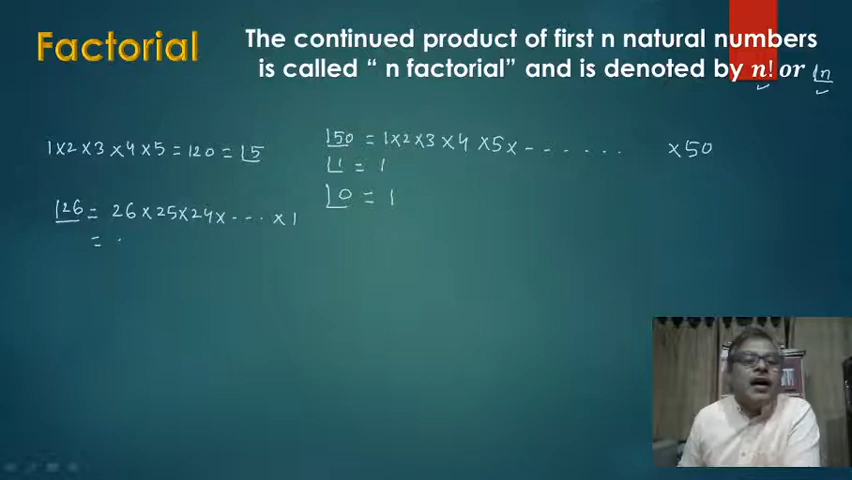 Factorial
The continued product of first n natural numbers
is called “ n factorial” and is denoted by n! or |n
1×2×3×4×5=120=|5
|50 = 1×2×3×4×5×- - - - - - ×50
|1 = 1
|0 = 1
|26 = 26×25×24×- - - ×1
=